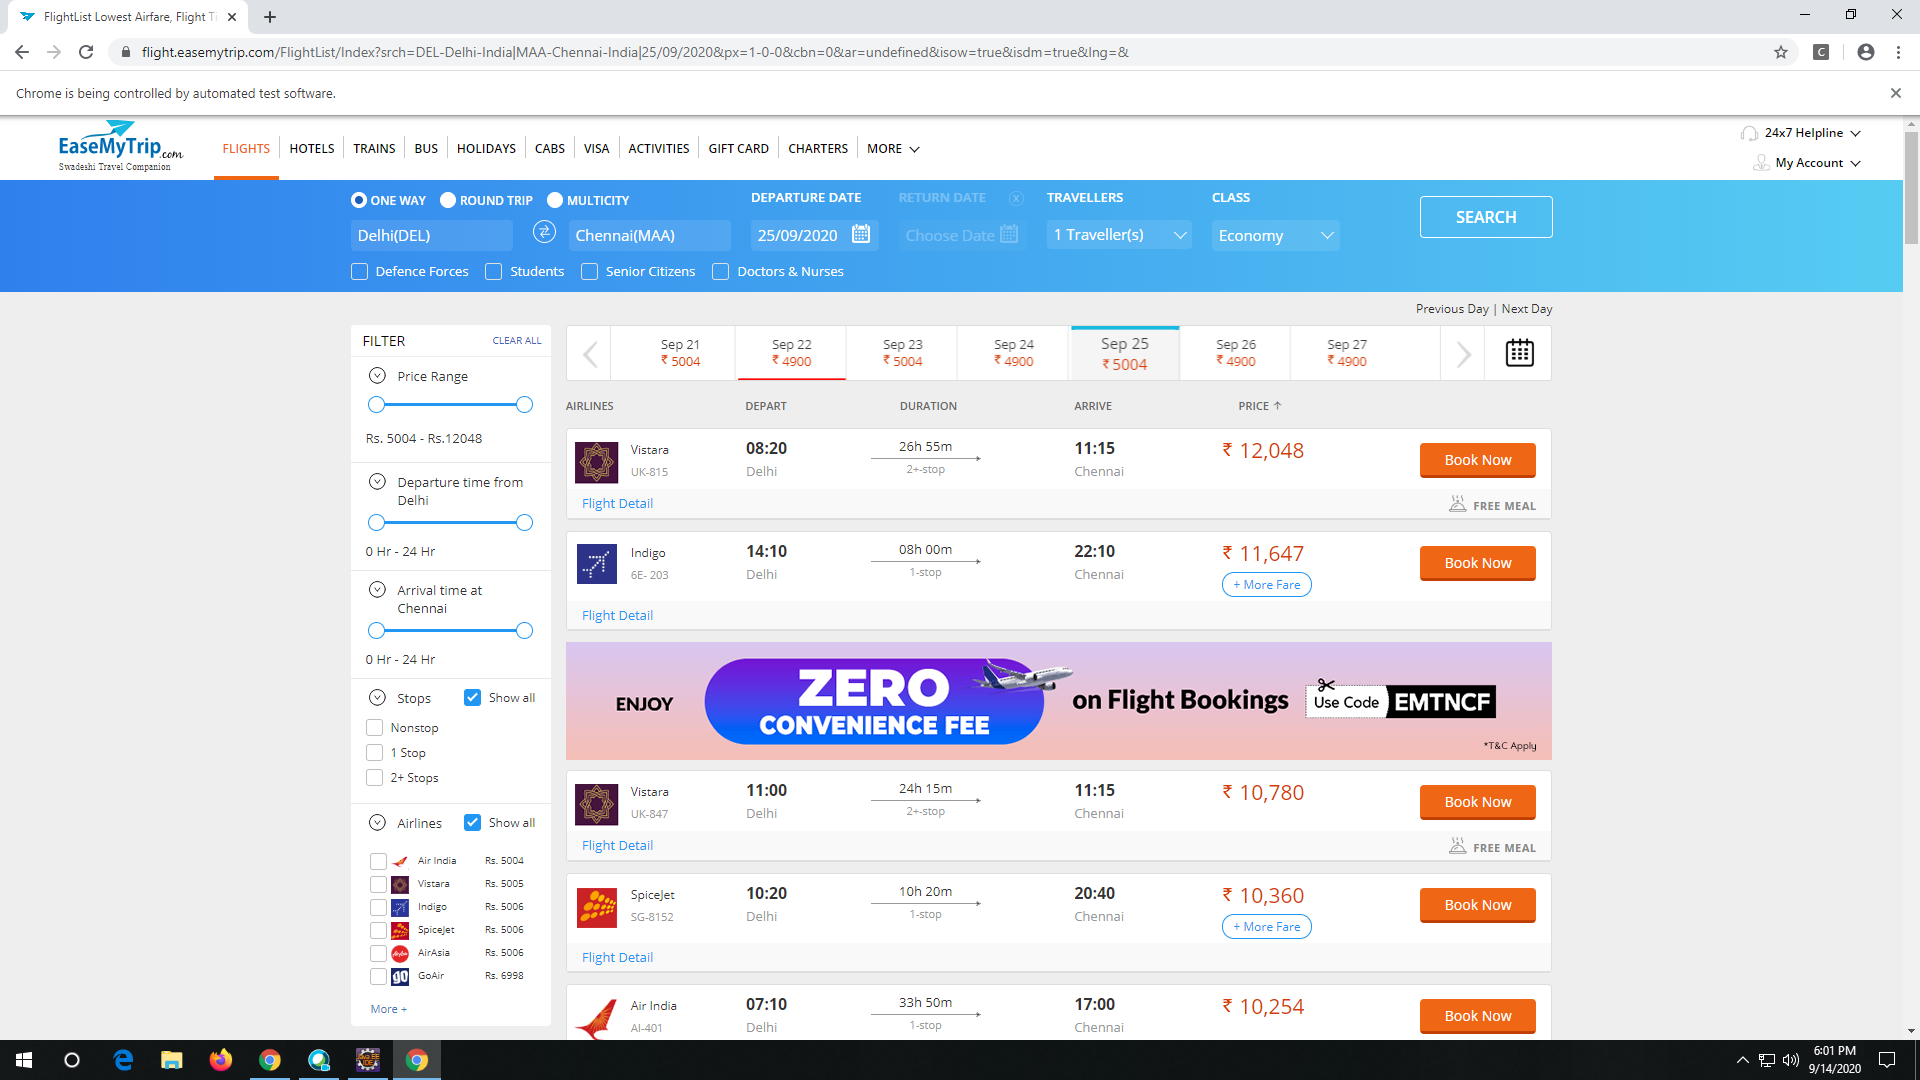 FlightList Lowest Airfare, Flight Ti
flight.easemytrip.com/FlightList/Index?srch=DEL-Delhi-India|MAA-Chennai-India|25/09/2020&px=1-0-0&cbn=0&ar=undefined&isow=true&isdm=true&lng=&
C
Chrome is being controlled by automated test software.
EaseMyTrip.com
Swadeshi Travel Companion
FLIGHTS HOTELS TRAINS BUS HOLIDAYS CABS VISA ACTIVITIES GIFT CARD CHARTERS MORE
24x7 Helpline
My Account
ONE WAY ROUND TRIP MULTICITY DEPARTURE DATE RETURN DATE TRAVELLERS CLASS
Delhi(DEL) Chennai(MAA) 25/09/2020 Choose Date 1 Traveller(s) Economy SEARCH
Defence Forces Students Senior Citizens Doctors & Nurses
Previous Day | Next Day
FILTER CLEAR ALL
Price Range
Rs. 5004 - Rs.12048
Departure time from
Delhi
0 Hr - 24 Hr
Arrival time at
Chennai
0 Hr - 24 Hr
Stops Show all
Nonstop
1 Stop
2+ Stops
Airlines Show all
Air India Rs. 5004
Vistara Rs. 5005
Indigo Rs. 5006
SpiceJet Rs. 5006
AirAsia Rs. 5006
GoAir Rs. 6998
More +
Sep 21 Sep 22 Sep 23 Sep 24 Sep 25 Sep 26 Sep 27
₹ 5004 ₹ 4900 ₹ 5004 ₹ 4900 ₹ 5004 ₹ 4900 ₹ 4900
AIRLINES DEPART DURATION ARRIVE PRICE ↑
Vistara 08:20 26h 55m 11:15 ₹ 12,048 Book Now
UK-815 Delhi 2+-stop Chennai
Flight Detail FREE MEAL
Indigo 14:10 08h 00m 22:10 ₹ 11,647 Book Now
6E- 203 Delhi 1-stop Chennai + More Fare
Flight Detail
ENJOY ZERO CONVENIENCE FEE on Flight Bookings Use Code EMTNCF
*T&C Apply
Vistara 11:00 24h 15m 11:15 ₹ 10,780 Book Now
UK-847 Delhi 2+-stop Chennai
Flight Detail FREE MEAL
SpiceJet 10:20 10h 20m 20:40 ₹ 10,360 Book Now
SG-8152 Delhi 1-stop Chennai + More Fare
Flight Detail
Air India 07:10 33h 50m 17:00 ₹ 10,254 Book Now
AI-401 Delhi 1-stop Chennai
6:01 PM
9/14/2020